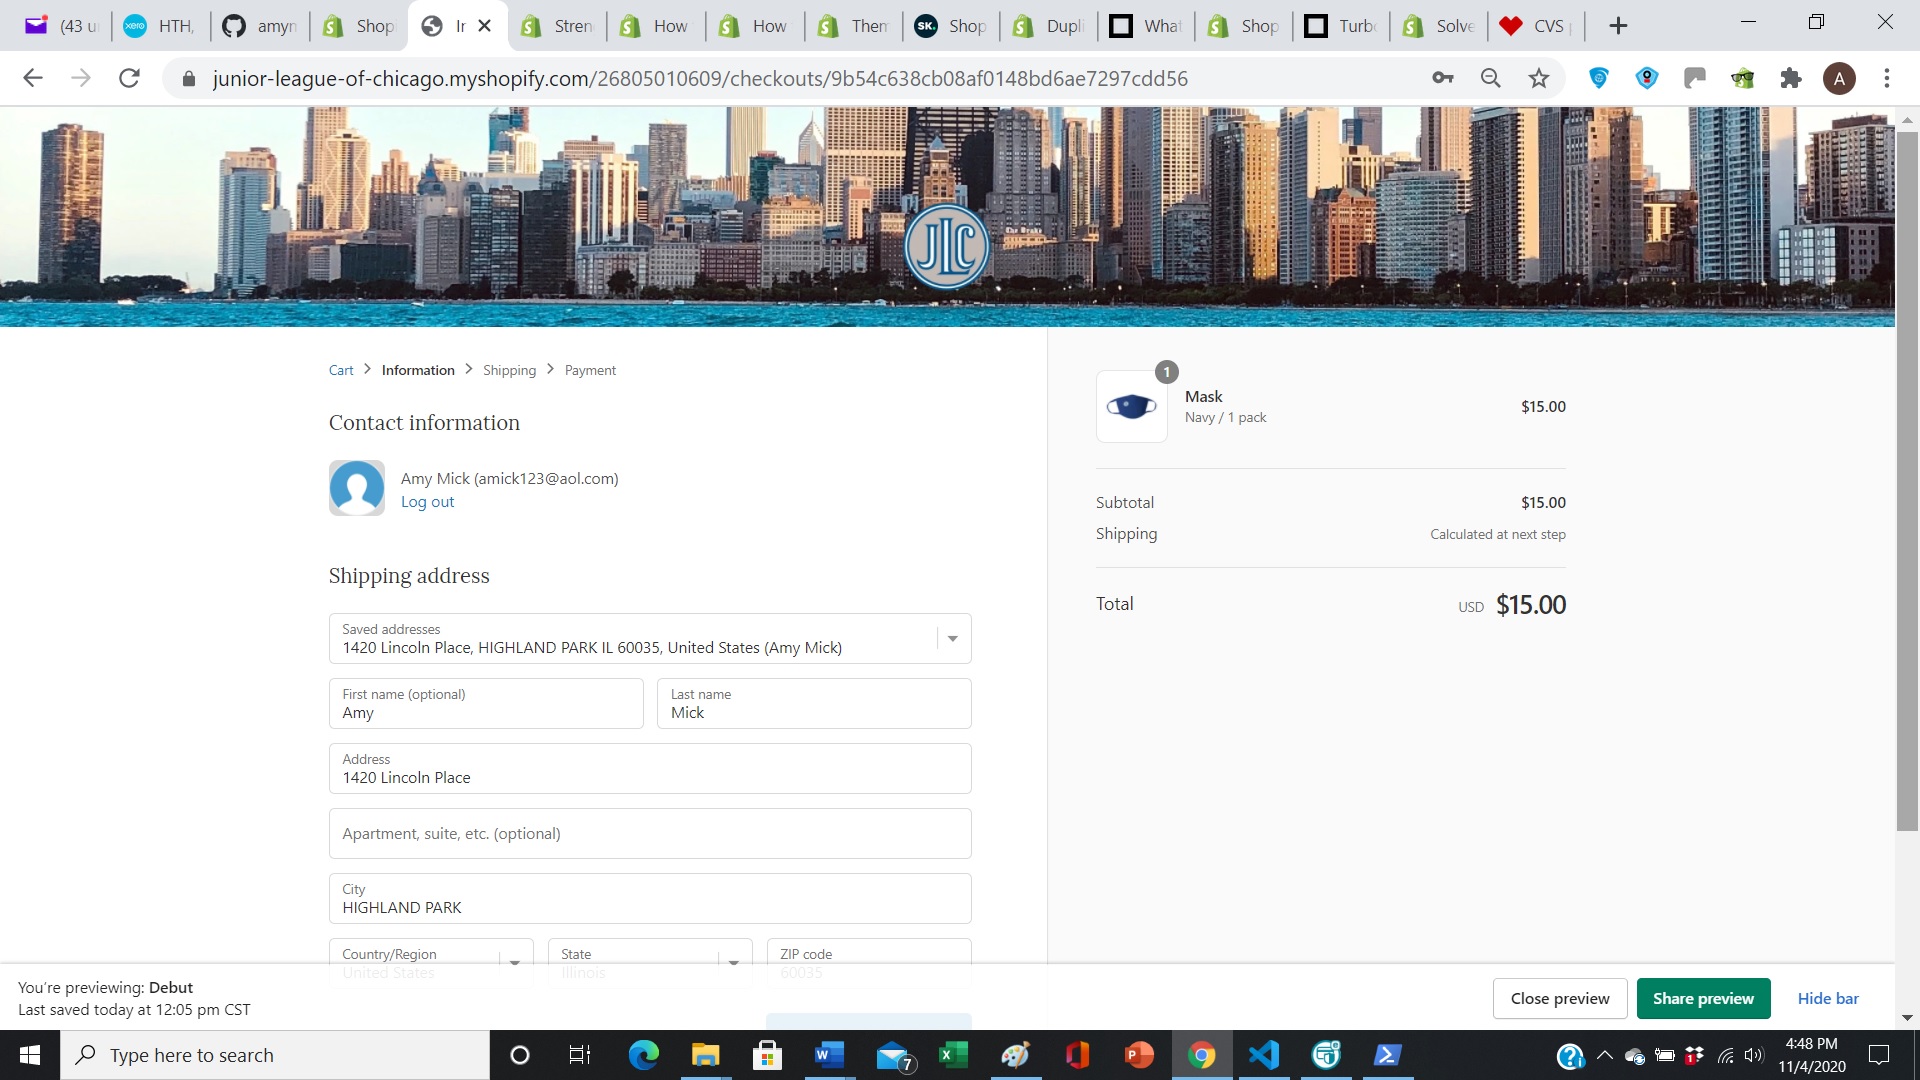 (43 u
HTH,
amyn
Shop
Ir
Stren
How
How
Them
Shop
Dupli
What
Shop
Turbo
Solve
CVS p
junior-league-of-chicago.myshopify.com/26805010609/checkouts/9b54c638cb08af0148bd6ae7297cdd56
A
JLC
Cart > Information > Shipping > Payment
Contact information
Amy Mick (amick123@aol.com)
Log out
Shipping address
Saved addresses
1420 Lincoln Place, HIGHLAND PARK IL 60035, United States (Amy Mick)
First name (optional)
Amy
Last name
Mick
Address
1420 Lincoln Place
Apartment, suite, etc. (optional)
City
HIGHLAND PARK
Country/Region
United States
State
Illinois
ZIP code
60035
1
Mask
Navy / 1 pack
$15.00
Subtotal
$15.00
Shipping
Calculated at next step
Total
USD $15.00
You're previewing: Debut
Last saved today at 12:05 pm CST
Close preview
Share preview
Hide bar
Type here to search
7
1
4:48 PM
11/4/2020